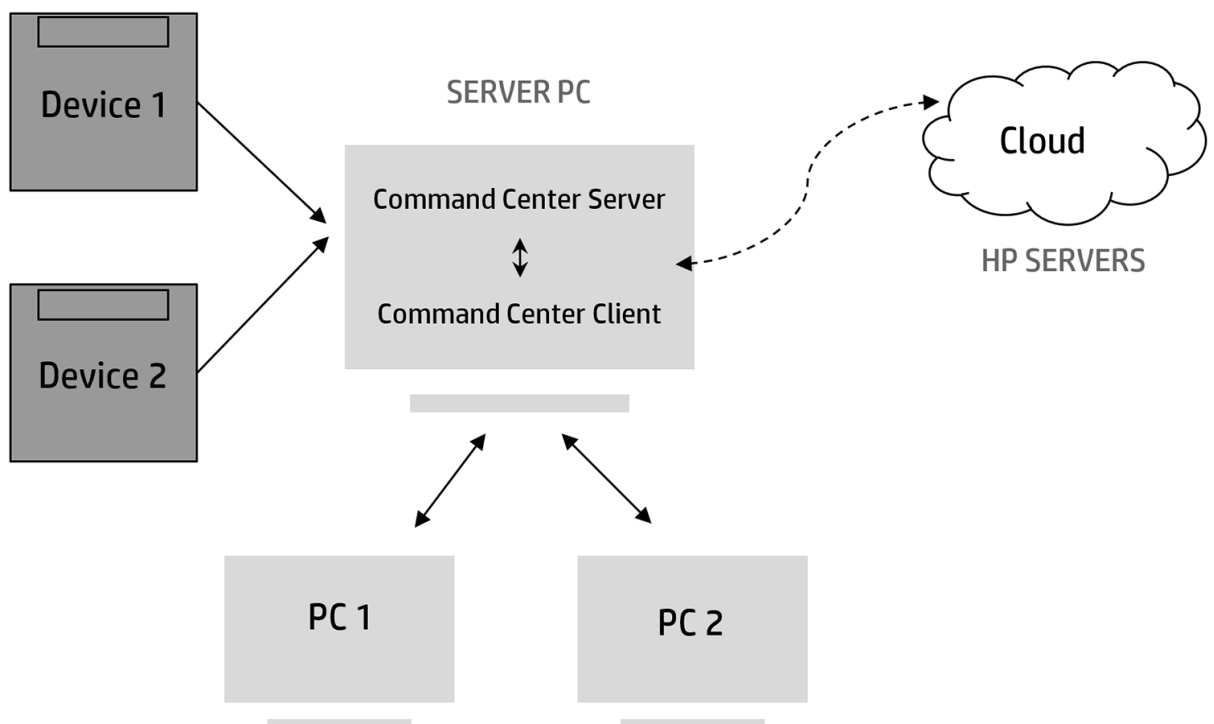 Device 1
SERVER PC
Cloud
Command Center Server
HP SERVERS
Command Center Client
Device 2
PC 1
PC 2